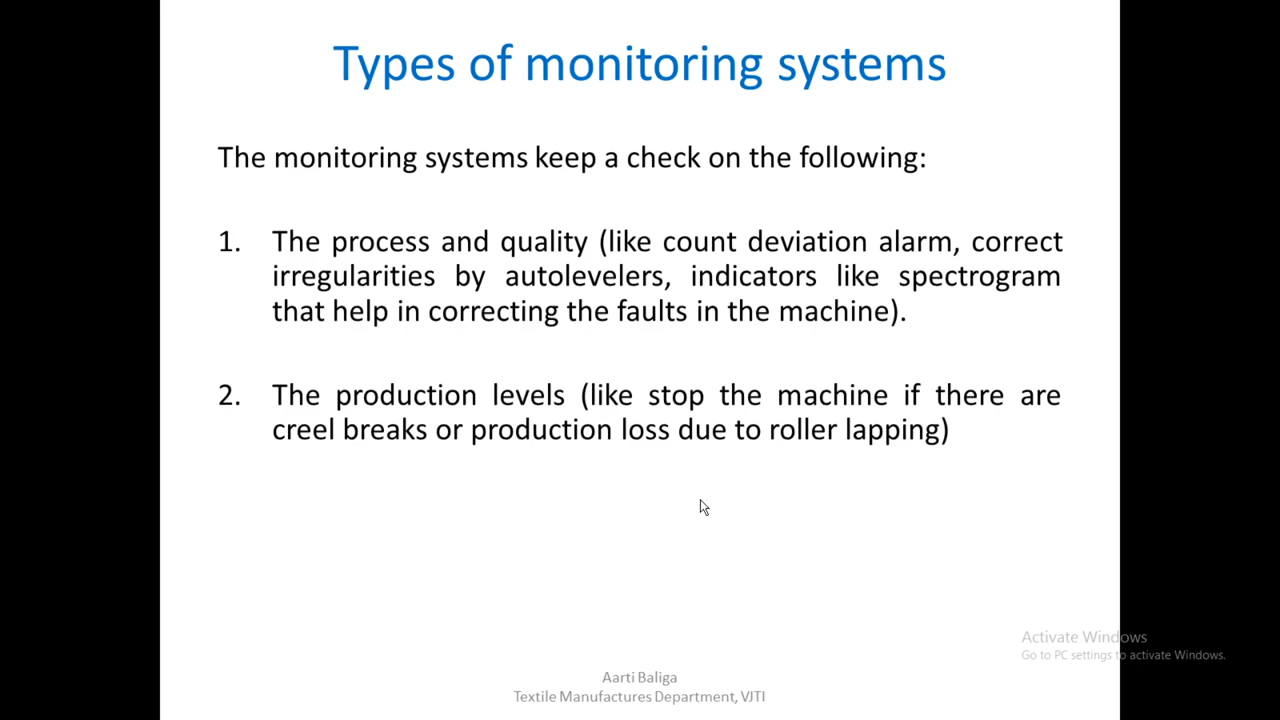 Types of monitoring systems
The monitoring systems keep a check on the following:
1. The process and quality (like count deviation alarm, correct
irregularities by autolevelers, indicators like spectrogram
that help in correcting the faults in the machine).
2. The production levels (like stop the machine if there are
creel breaks or production loss due to roller lapping)
Activate Windows
Go to PC settings to activate Windows.
Aarti Baliga
Textile Manufactures Department, VJTI